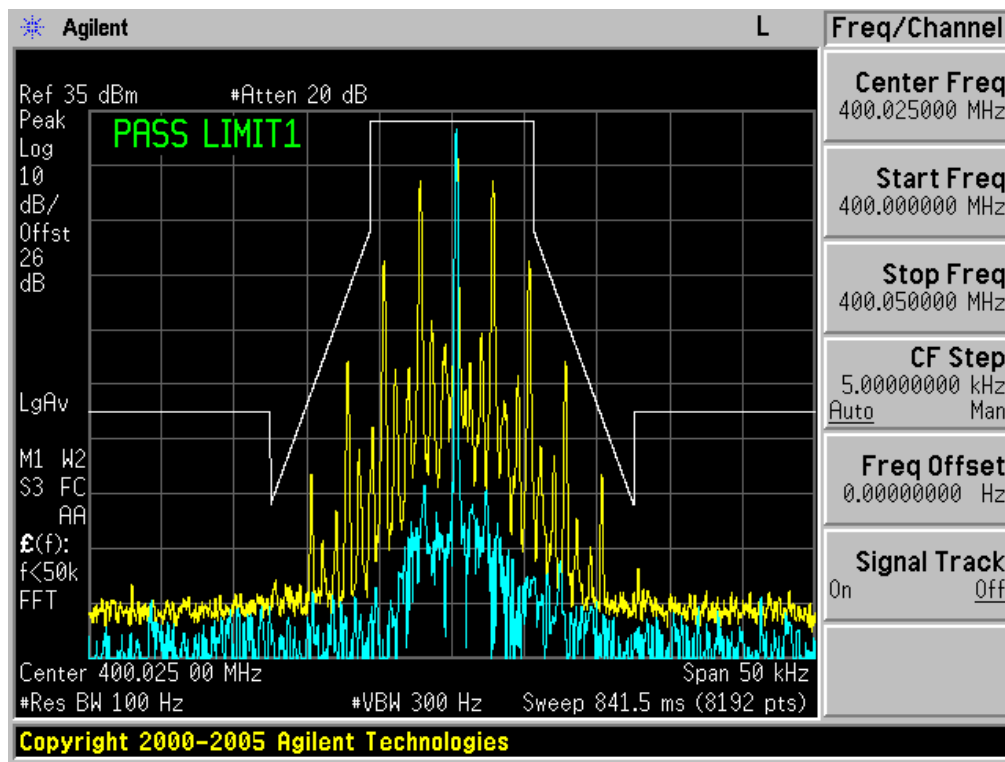 Agilent L Freq/Channel
Ref 35 dBm #Atten 20 dB
Peak
Log
10
dB/
Offst
26
dB
PASS LIMIT1
LgAv
M1 W2
S3 FC
AA
£(f):
f<50k
FFT
Center 400.025 00 MHz Span 50 kHz
#Res BW 100 Hz #VBW 300 Hz Sweep 841.5 ms (8192 pts)
Copyright 2000-2005 Agilent Technologies
Center Freq
400.025000 MHz
Start Freq
400.000000 MHz
Stop Freq
400.050000 MHz
CF Step
5.00000000 kHz
Auto Man
Freq Offset
0.00000000 Hz
Signal Track
On Off